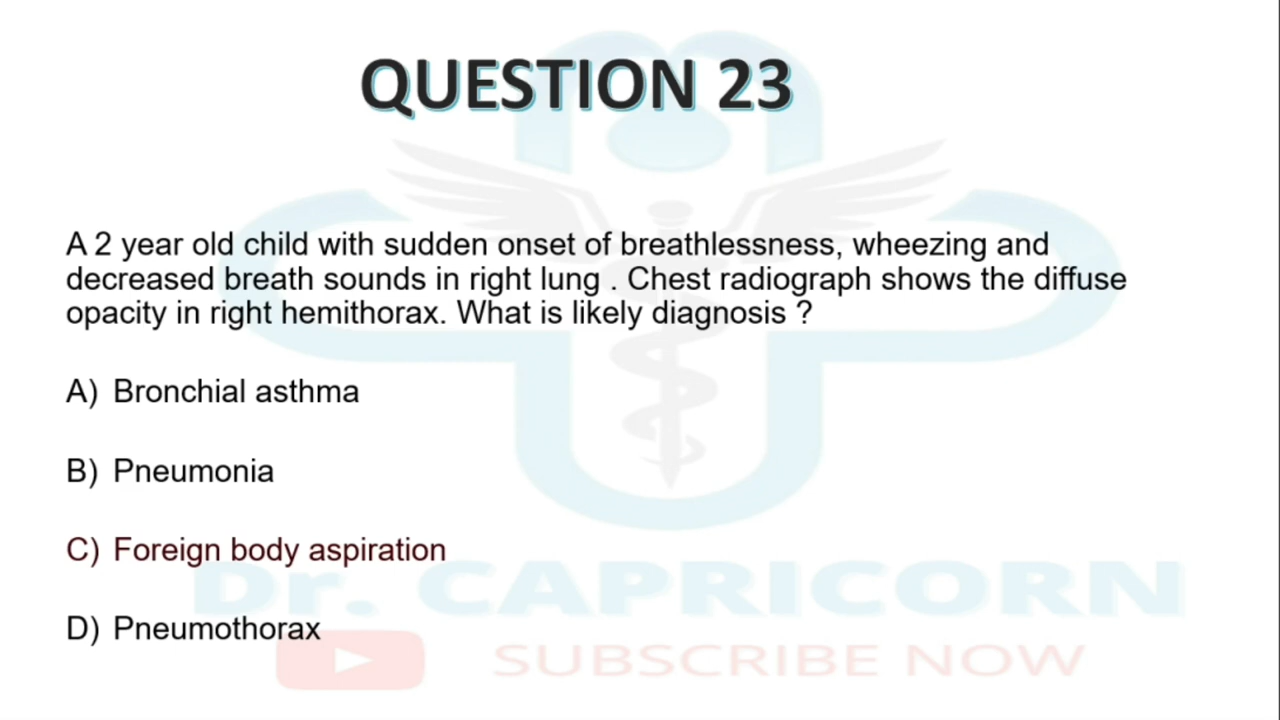 QUESTION 23
A 2 year old child with sudden onset of breathlessness, wheezing and
decreased breath sounds in right lung . Chest radiograph shows the diffuse
opacity in right hemithorax. What is likely diagnosis ?
A) Bronchial asthma
B) Pneumonia
C) Foreign body aspiration
Dr. CAPRICORN
D) Pneumothorax
SUBSCRIBE NOW